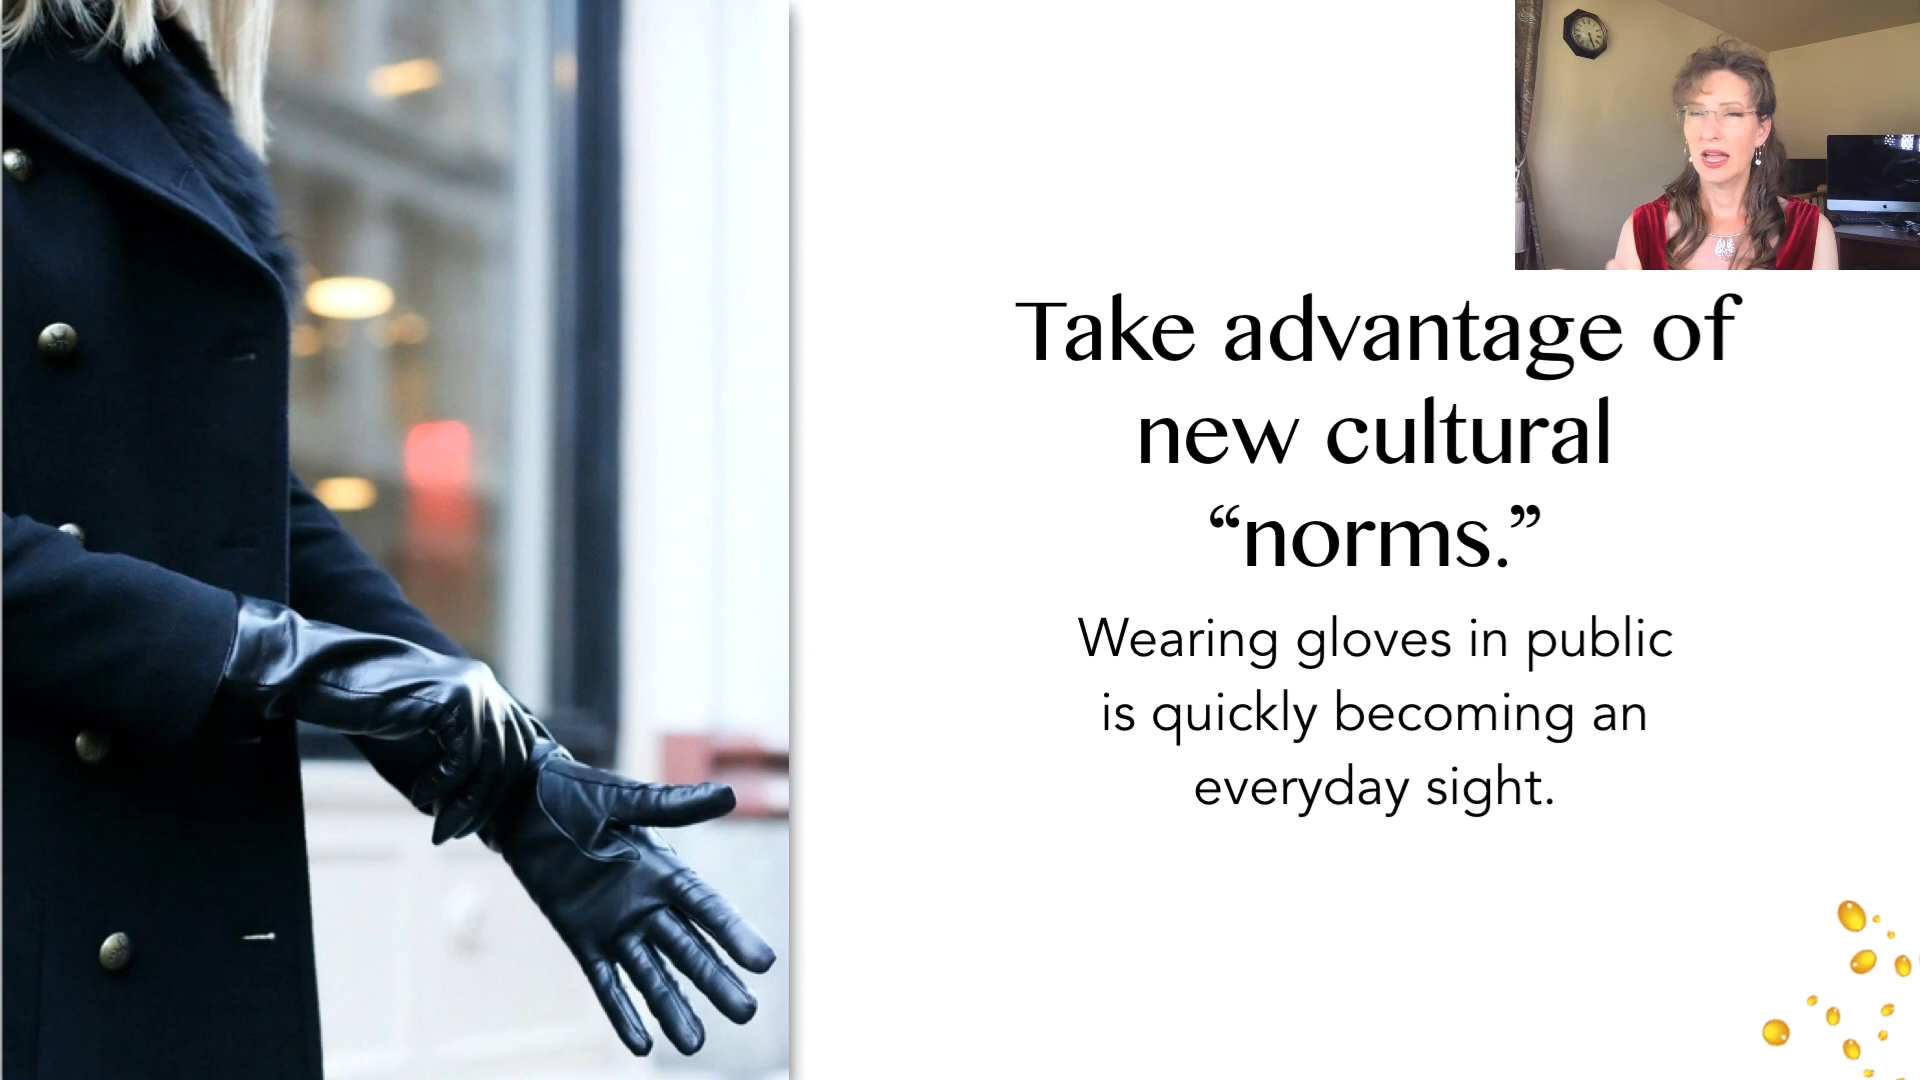 Take advantage of
new cultural
“norms.”
Wearing gloves in public
is quickly becoming an
everyday sight.